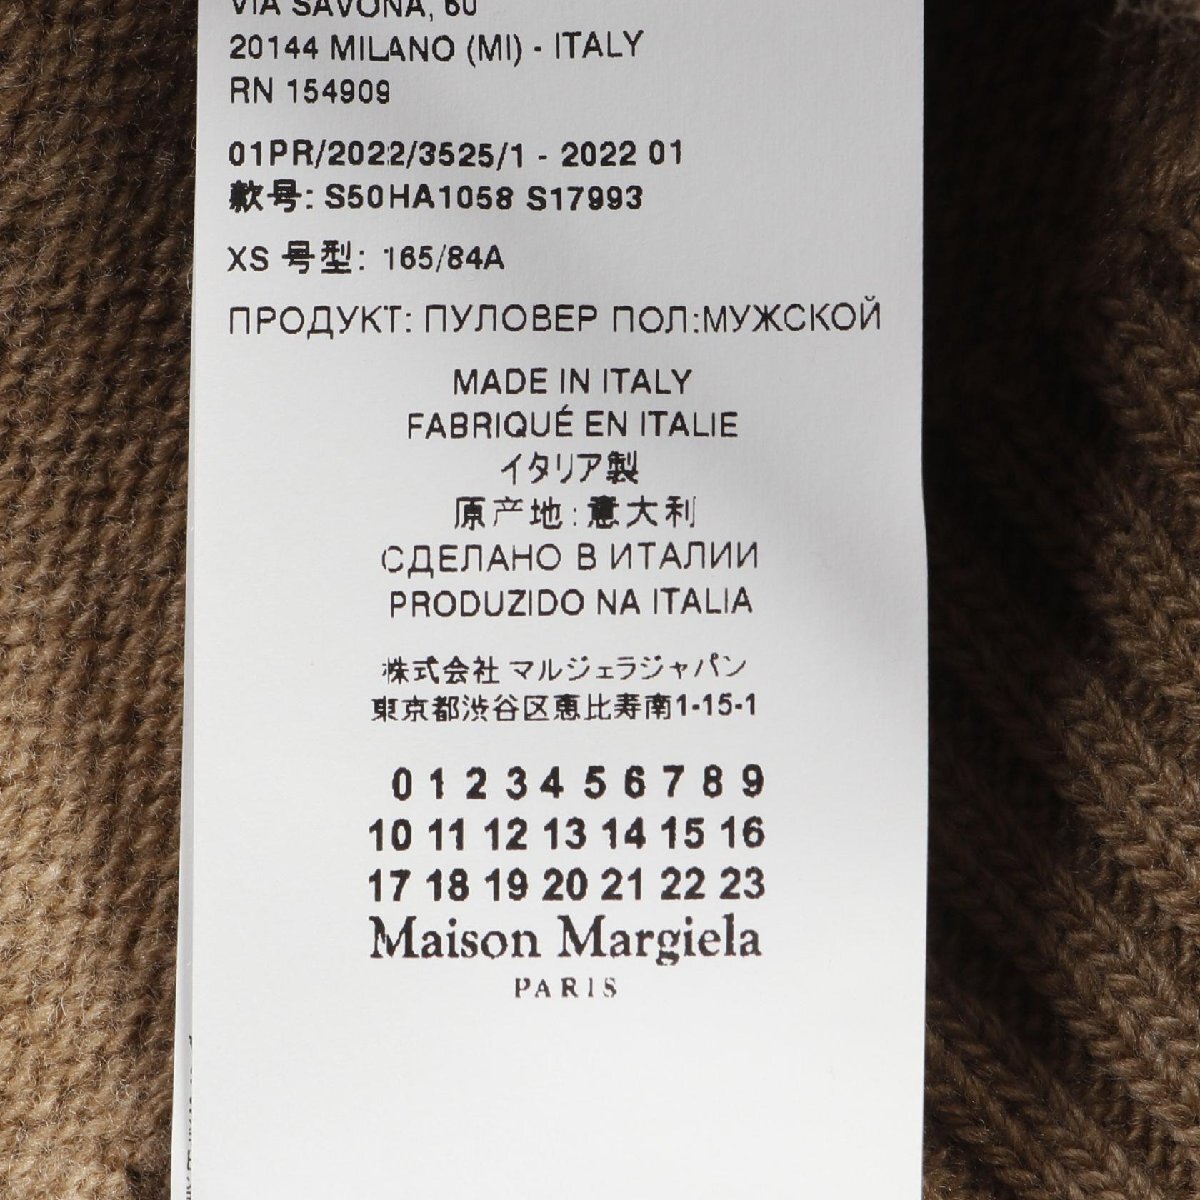 VIA SAVONA, 60
20144 MILANO (MI) - ITALY
RN 154909
01PR/2022/3525/1 - 2022 01
款号: S50HA1058 S17993
XS 号型: 165/84A
ПРОДУКТ: ПУЛОВЕР ПОЛ:МУЖСКОЙ
MADE IN ITALY
FABRIQUÉ EN ITALIE
イタリア製
原产地: 意大利
СДЕЛАНО В ИТАЛИИ
PRODUZIDO NA ITALIA
株式会社 マルジェラジャパン
東京都渋谷区恵比寿南1-15-1
0 1 2 3 4 5 6 7 8 9
10 11 12 13 14 15 16
17 18 19 20 21 22 23
Maison Margiela
PARIS